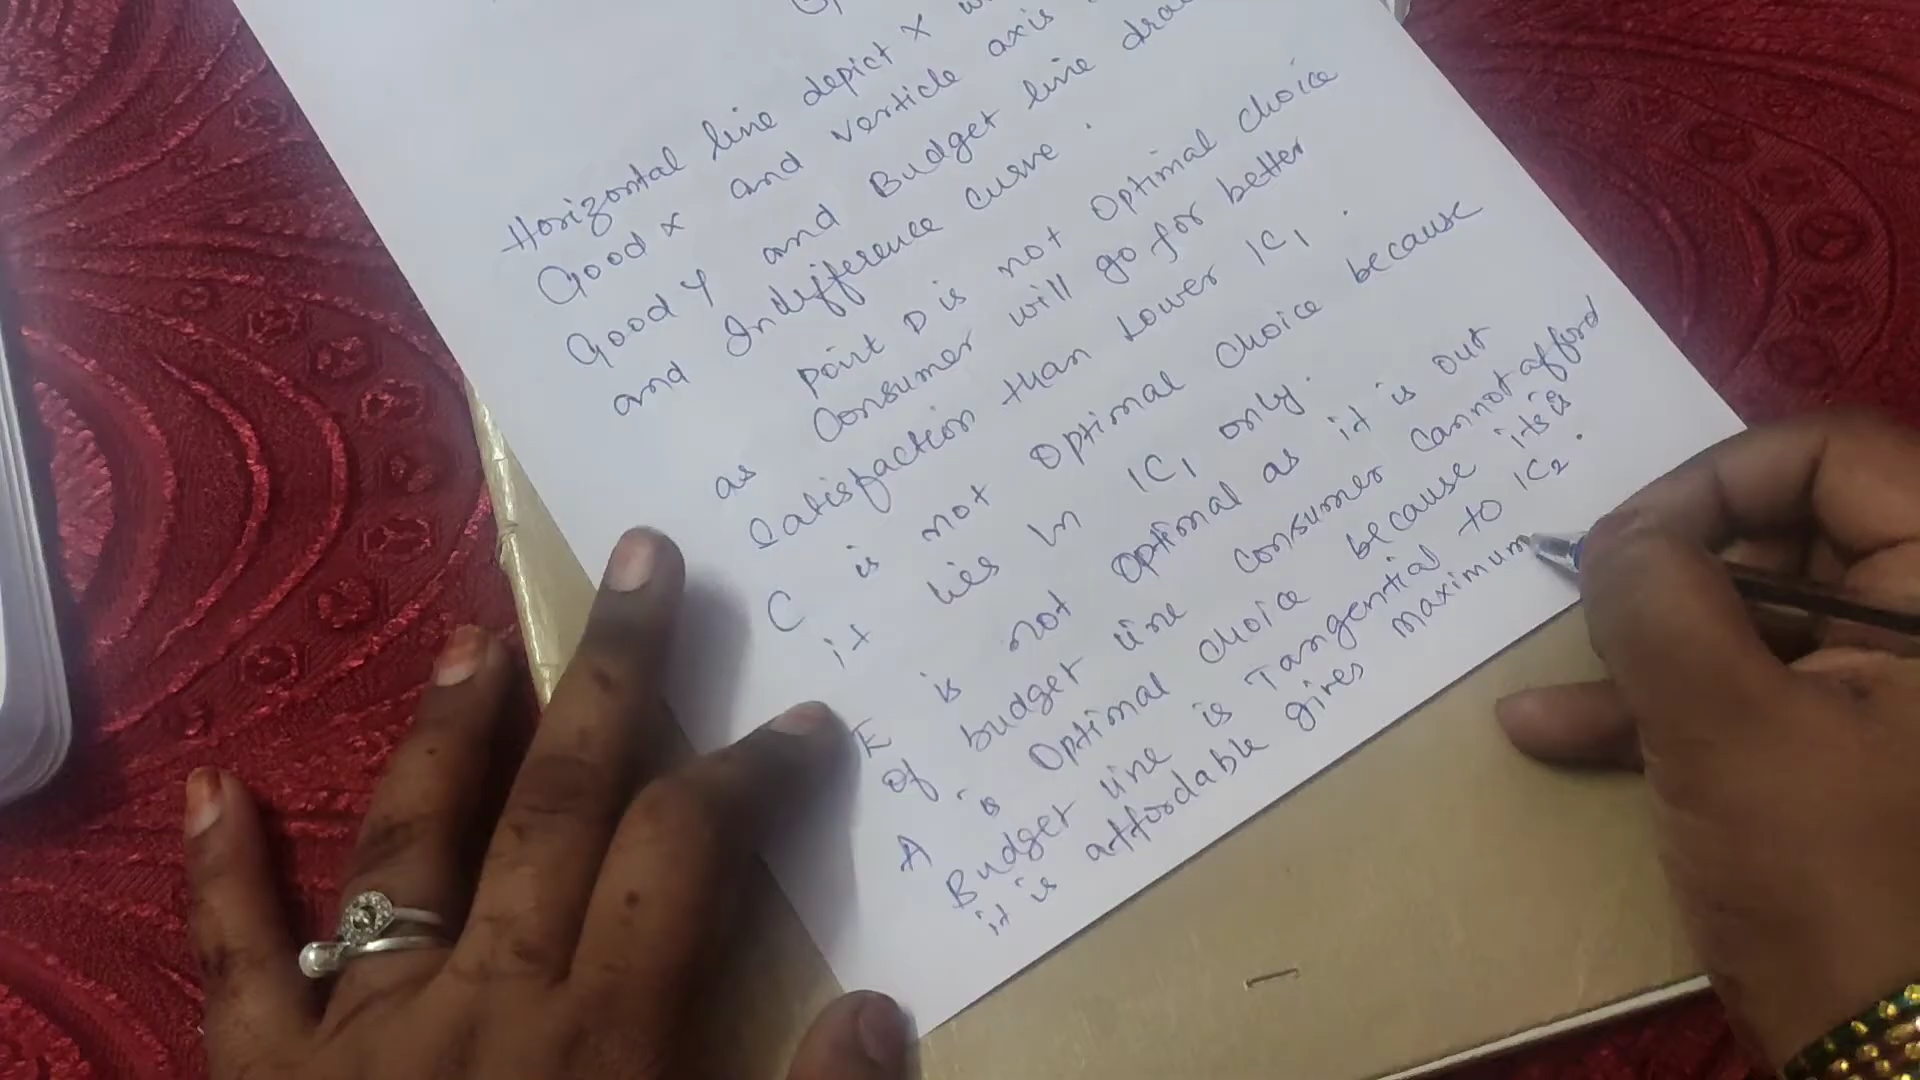 Horizontal line depict X
Good X and verticle axis
Good Y and Budget line
and Indifference curve.
point D is not Optimal choice
as Consumer will go for better
Satisfaction than Lower IC1.
C is not Optimal choice because
it lies In IC1 only.
E is not optimal as it is out
of budget line consumer cannot afford
A is Optimal choice because its is
Budget line is Tangential to IC2.
it is affordable gives maximum